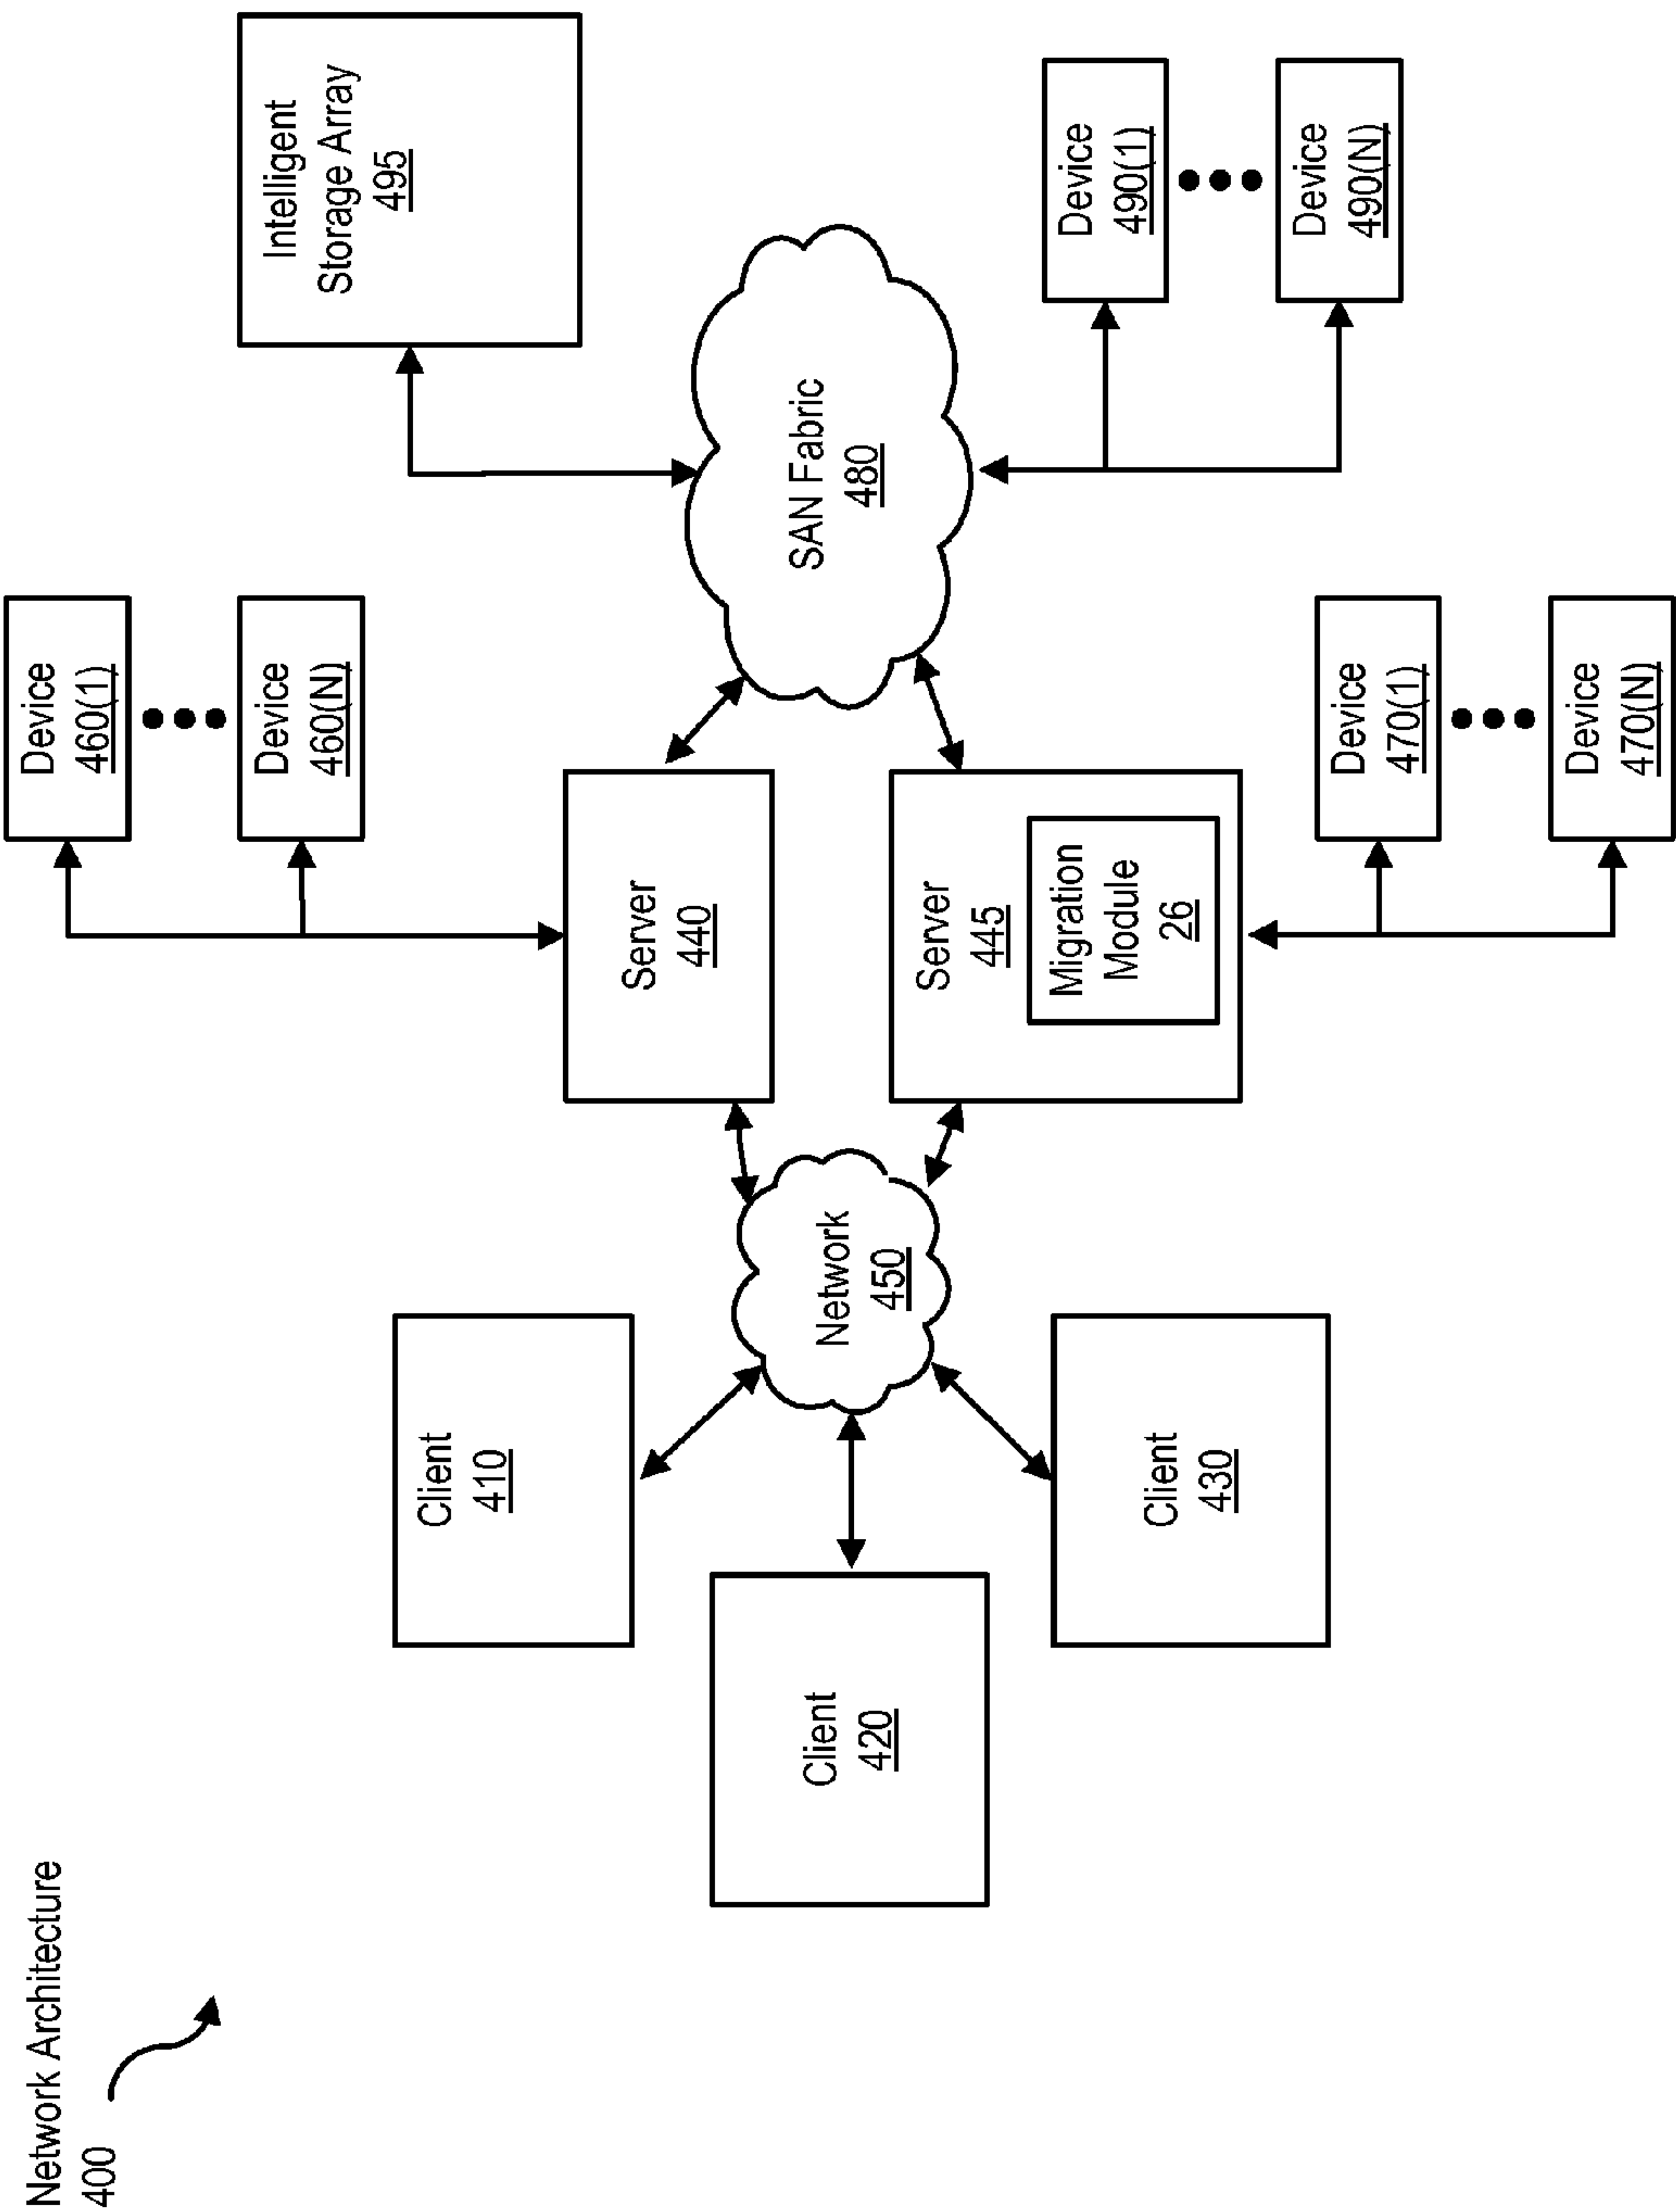 Network Architecture
400
Device
460(1)
Device
460(N)
Intelligent
Storage Array
495
Client
410
Server
440
Client
420
Network
450
SAN Fabric
480
Server
445
Migration
Module
26
Client
430
Device
490(1)
Device
490(N)
Device
470(1)
Device
470(N)